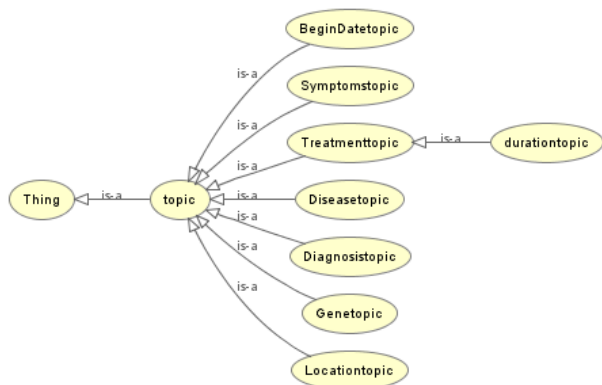 BeginDatetopic
is-a
Symptomstopic
is-a
Treatmenttopic
is-a
durationtopic
is-a
Thing
is-a
topic
is-a
Diseasetopic
is-a
Diagnosistopic
is-a
Genetopic
is-a
Locationtopic